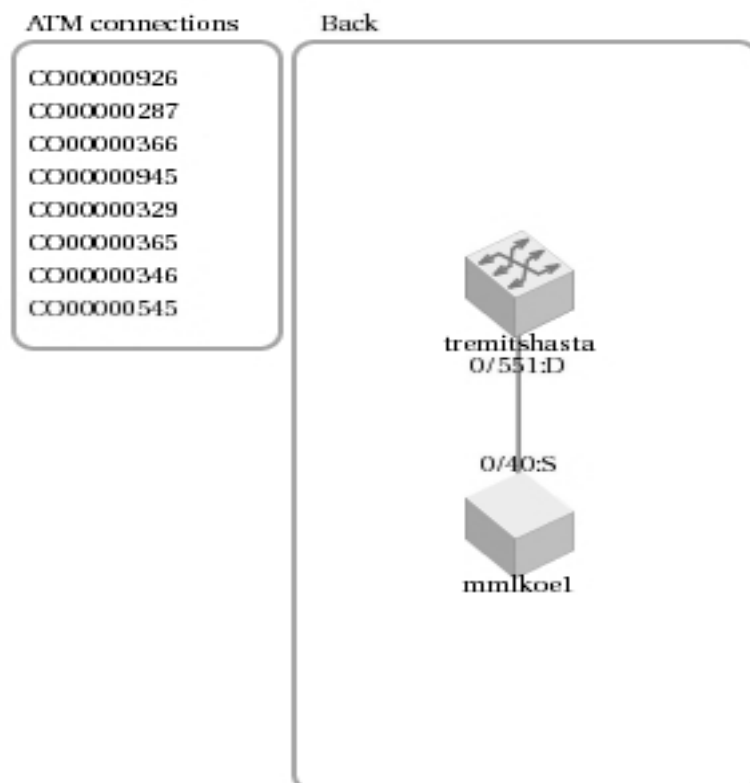 ATM connections
CO00000926
CO00000287
CO00000366
CO00000945
CO00000329
CO00000365
CO00000346
CO00000545
Back
tremitshasta
0/551:D
0/40:S
mmlkoe1